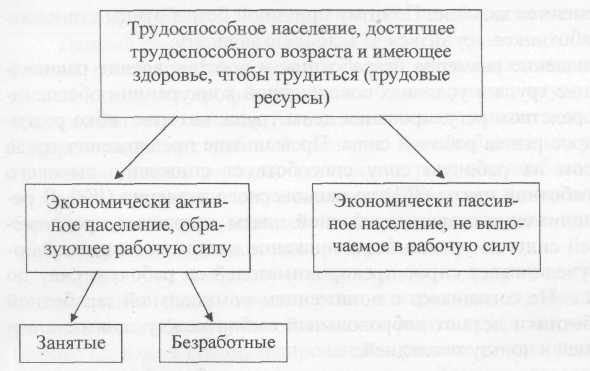 Трудоспособное население, достигшее
трудоспособного возраста и имеющее
здоровье, чтобы трудиться (трудовые
ресурсы)
Экономически актив-
ное население, обра-
зующее рабочую силу
Экономически пассив-
ное население, не вклю-
чаемое в рабочую силу
Занятые
Безработные